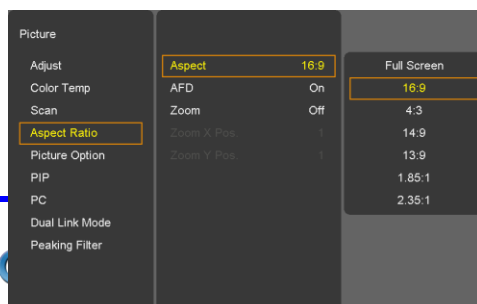 Picture
Adjust
Color Temp
Scan
Aspect Ratio
Picture Option
PIP
PC
Dual Link Mode
Peaking Filter
Aspect 16:9
AFD On
Zoom Off
Zoom X Pos. 1
Zoom Y Pos. 1
Full Screen
16:9
4:3
14:9
13:9
1.85:1
2.35:1